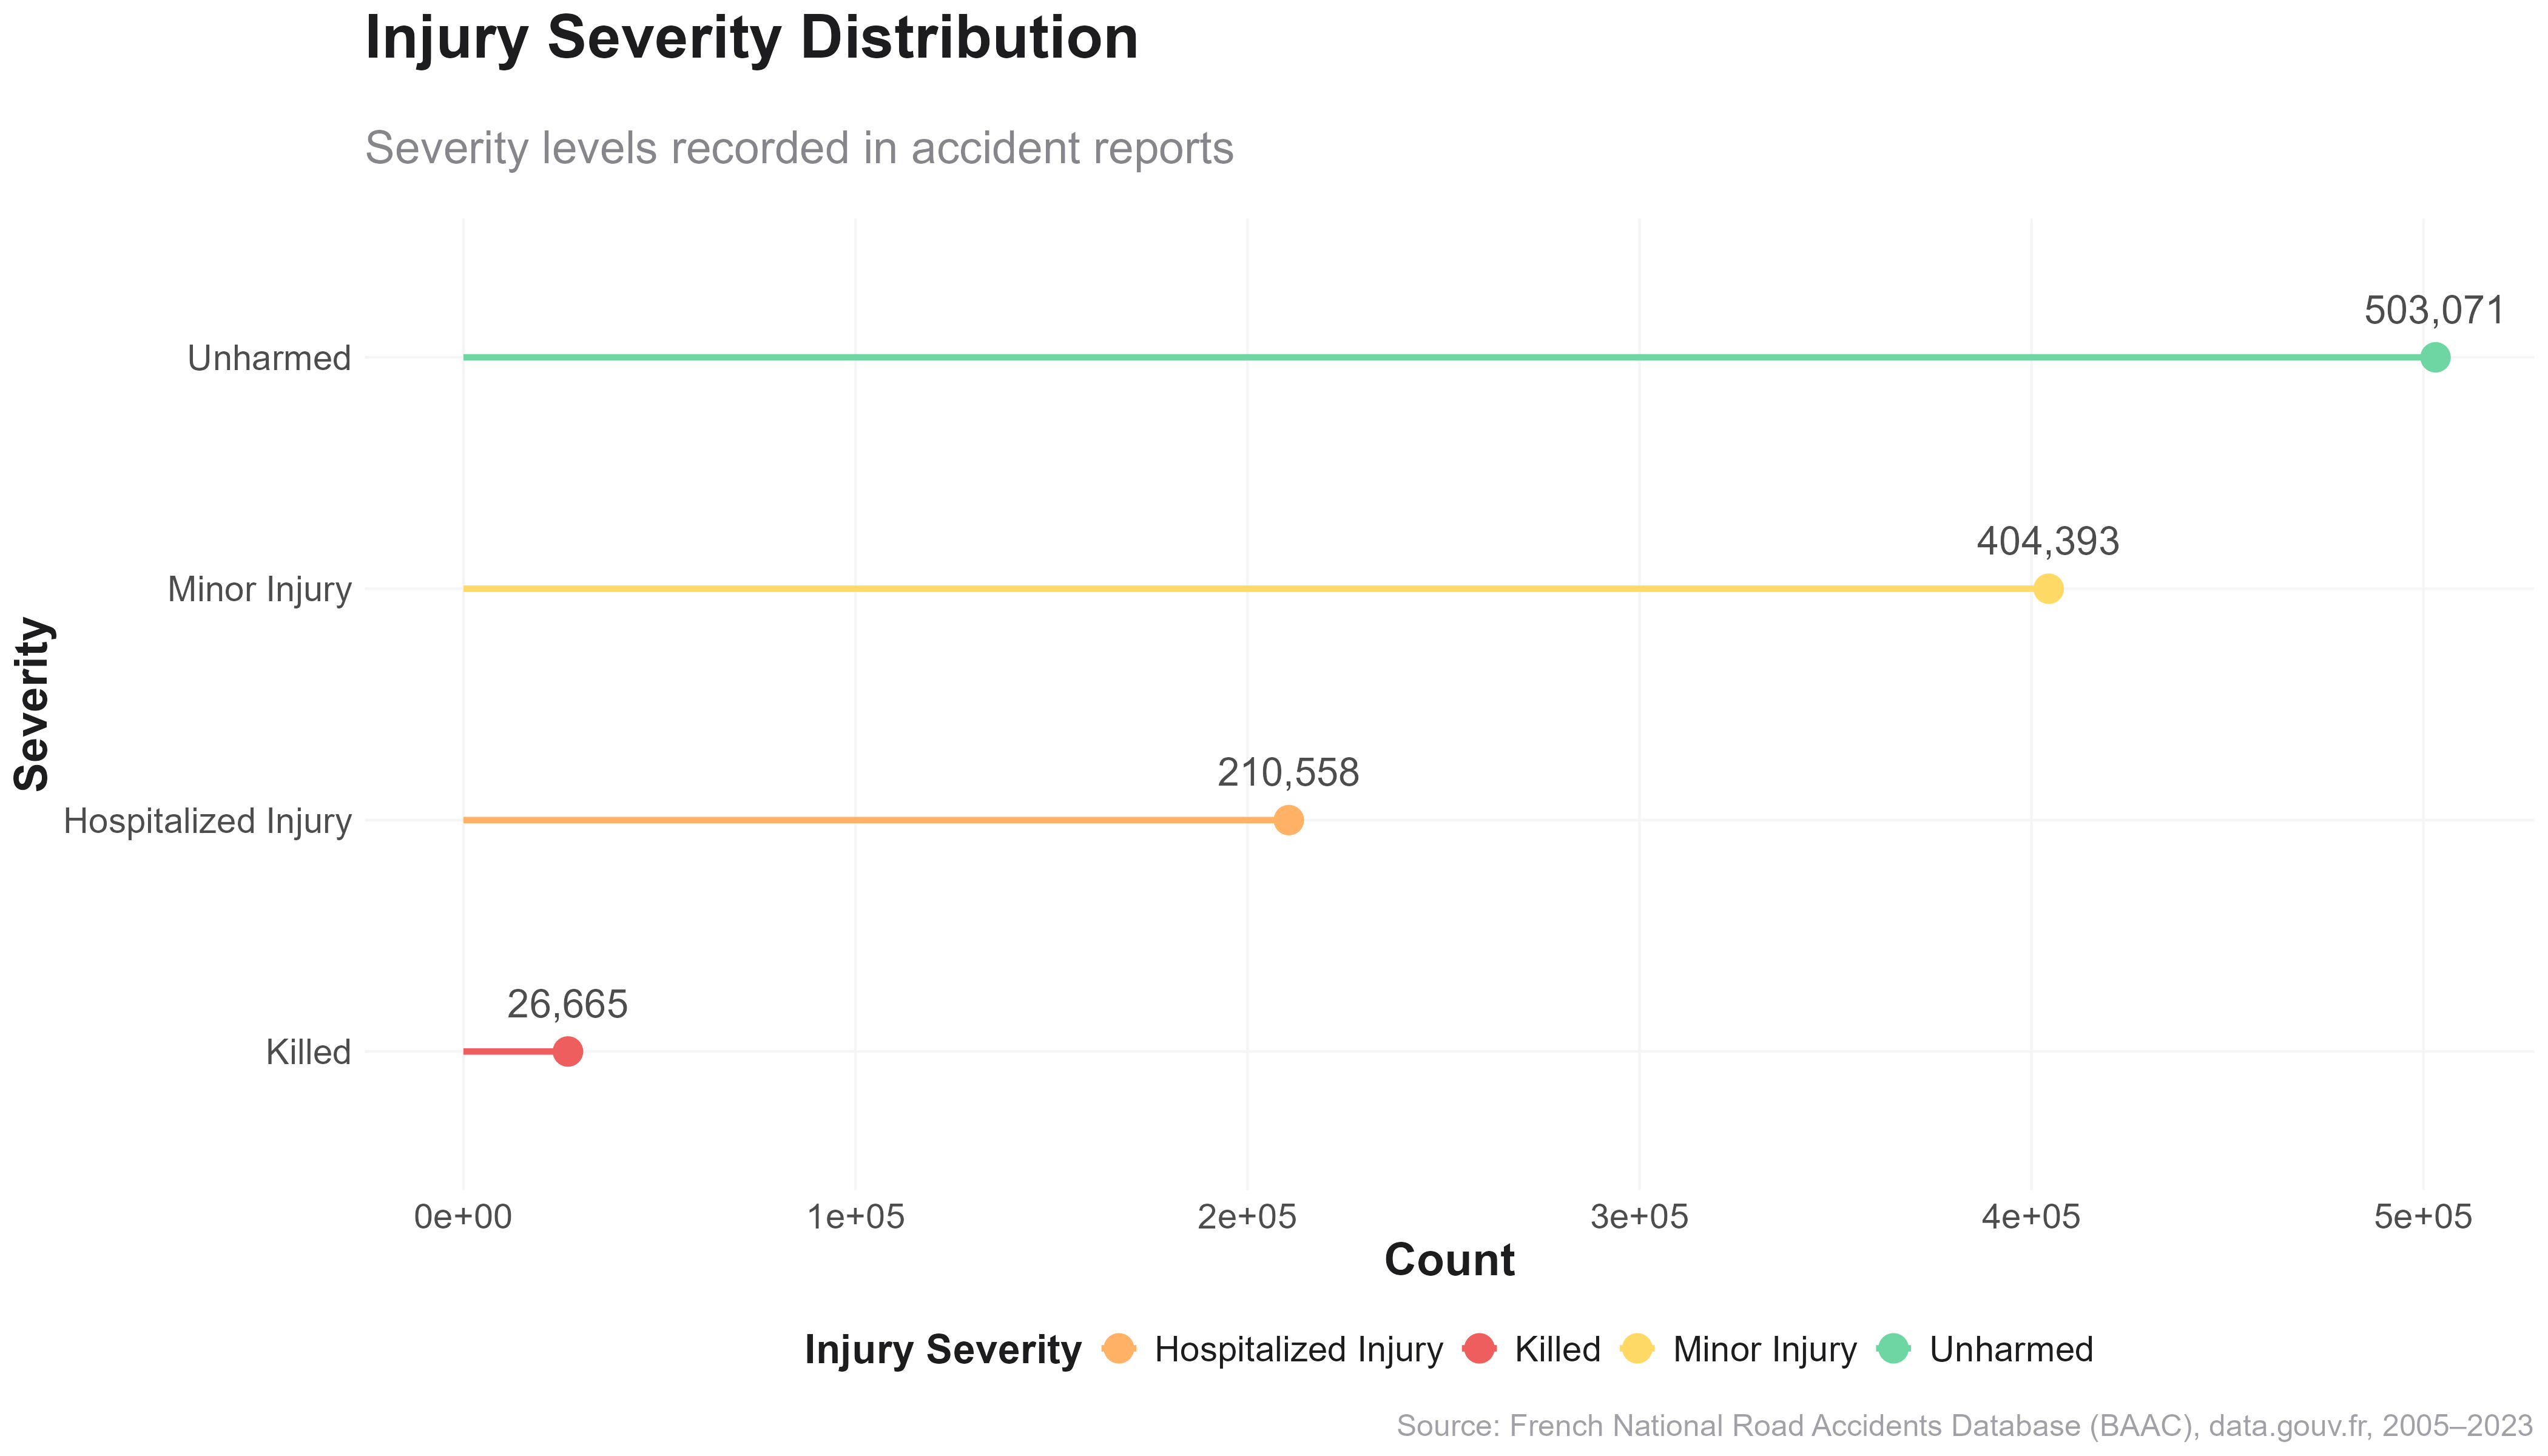 Injury Severity Distribution
Severity levels recorded in accident reports
503,071
Unharmed
404,393
Minor Injury
Severity
210,558
Hospitalized Injury
26,665
Killed
0e+00 1e+05 2e+05 3e+05 4e+05 5e+05
Count
Injury Severity Hospitalized Injury Killed Minor Injury Unharmed
Source: French National Road Accidents Database (BAAC), data.gouv.fr, 2005–2023